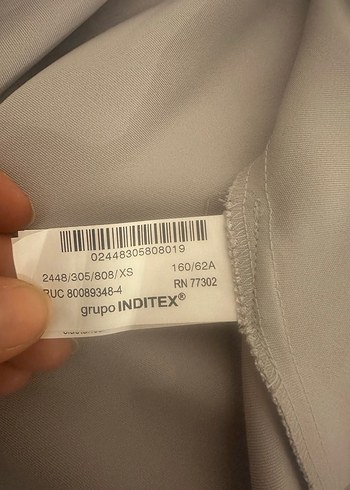 02448305808019
2448/305/808/XS 160/62A
RUC 80089348-4 RN 77302
grupo INDITEX®